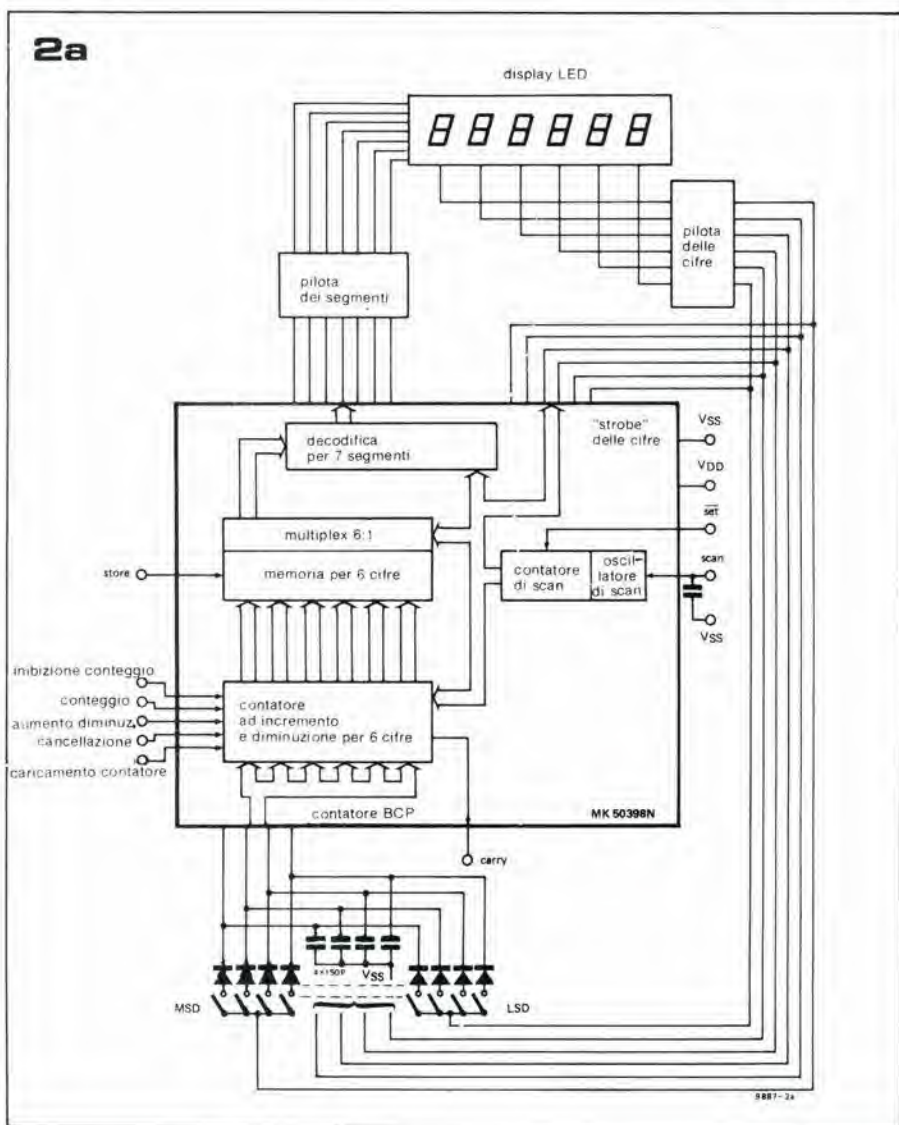 2a
display LED
pilota
delle
cifre
pilota
dei segmenti
"strobe"
delle cifre
VSS
VDD
set
scan
VSS
decodifica
per 7 segmenti
multiplex 6:1
memoria per 6 cifre
store
contatore
di scan
oscil-
latore
di scan
inibizione conteggio
conteggio
aumento diminuz.
cancellazione
caricamento contatore
contatore
ad incremento
e diminuzione per 6 cifre
contatore BCP
MK 50398N
carry
4×150p
VSS
MSD
LSD
9887-2a